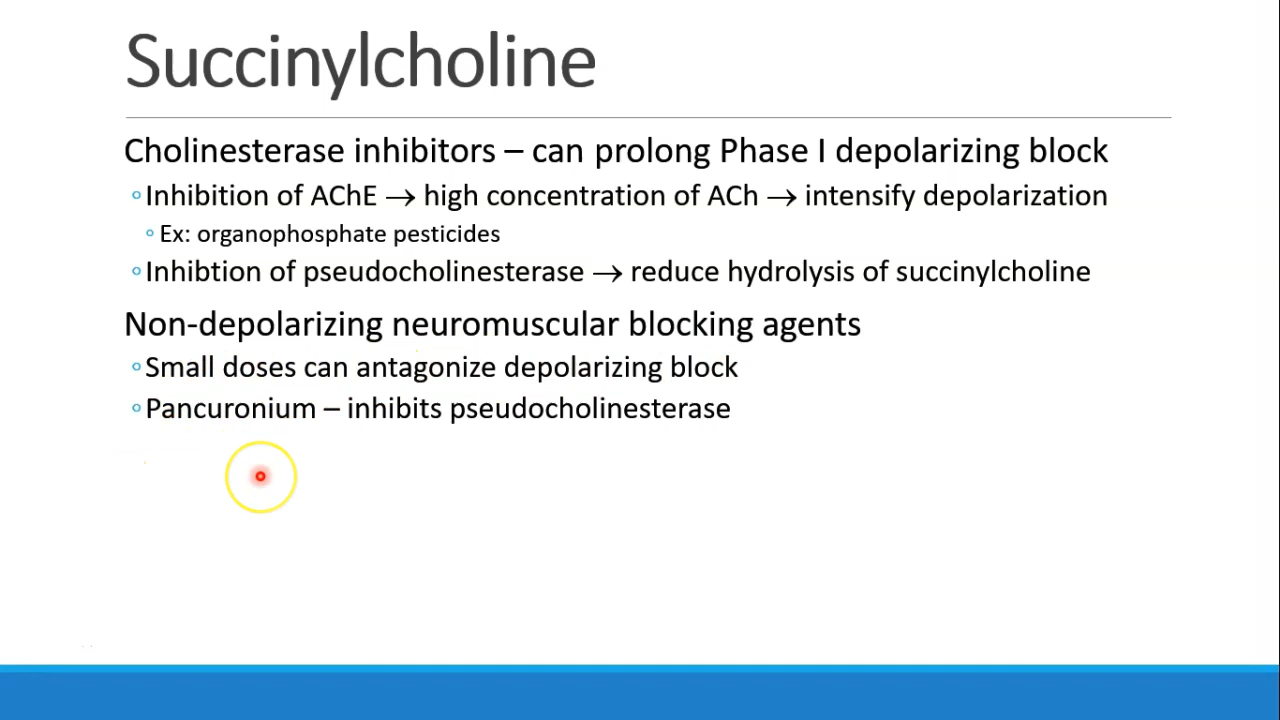 Succinylcholine
Cholinesterase inhibitors – can prolong Phase I depolarizing block
◦Inhibition of AChE → high concentration of ACh → intensify depolarization
◦Ex: organophosphate pesticides
◦Inhibtion of pseudocholinesterase → reduce hydrolysis of succinylcholine
Non-depolarizing neuromuscular blocking agents
◦Small doses can antagonize depolarizing block
◦Pancuronium – inhibits pseudocholinesterase